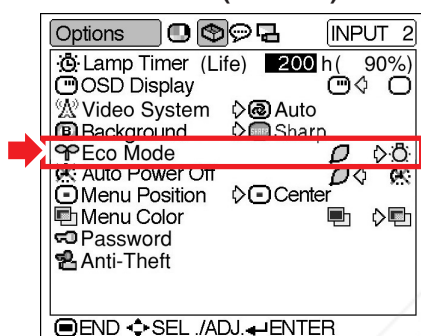 Options INPUT 2
Lamp Timer (Life) 200 h( 90%)
OSD Display
Video System Auto
B Background Sharp
Eco Mode
Auto Power Off
Menu Position Center
Menu Color
Password
Anti-Theft
END SEL./ADJ. ENTER